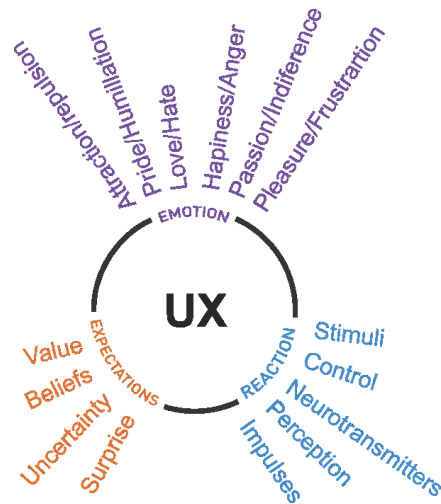 Attraction/repulsion
Pride/Humiliation
Love/Hate
Hapiness/Anger
Passion/Indiference
Pleasure/Frustrartion
EMOTION
UX
EXPECTATIONS
Value
Beliefs
Uncertainty
Surprise
REACTION
Stimuli
Control
Neurotransmitters
Perception
Impulses